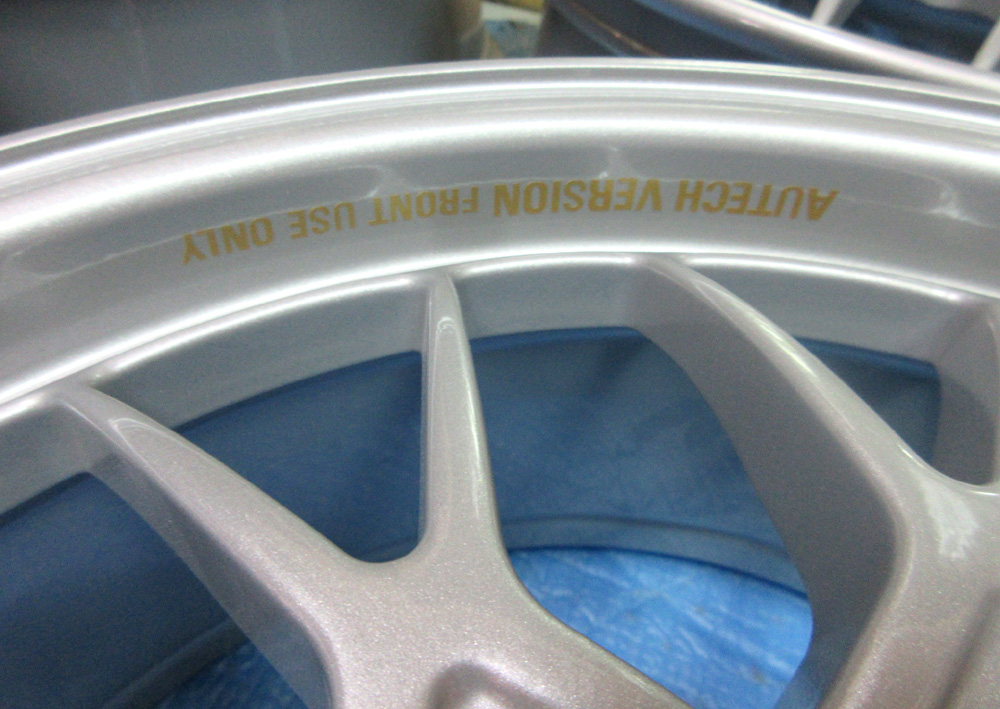 AUTECH VERSION FRONT USE ONLY